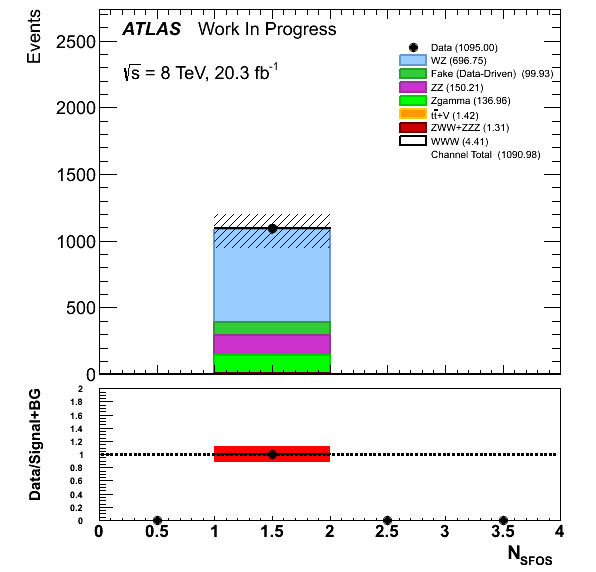 ATLAS Work In Progress
√s = 8 TeV, 20.3 fb⁻¹
Data (1095.00)
WZ (696.75)
Fake (Data-Driven) (99.93)
ZZ (150.21)
Zgamma (136.96)
tt̄+V (1.42)
ZWW+ZZZ (1.31)
WWW (4.41)
Channel Total (1090.98)
Events
2500
2000
1500
1000
500
0
Data/Signal+BG
2
1.8
1.6
1.4
1.2
1
0.8
0.6
0.4
0.2
0
0 0.5 1 1.5 2 2.5 3 3.5 4
N_SFOS